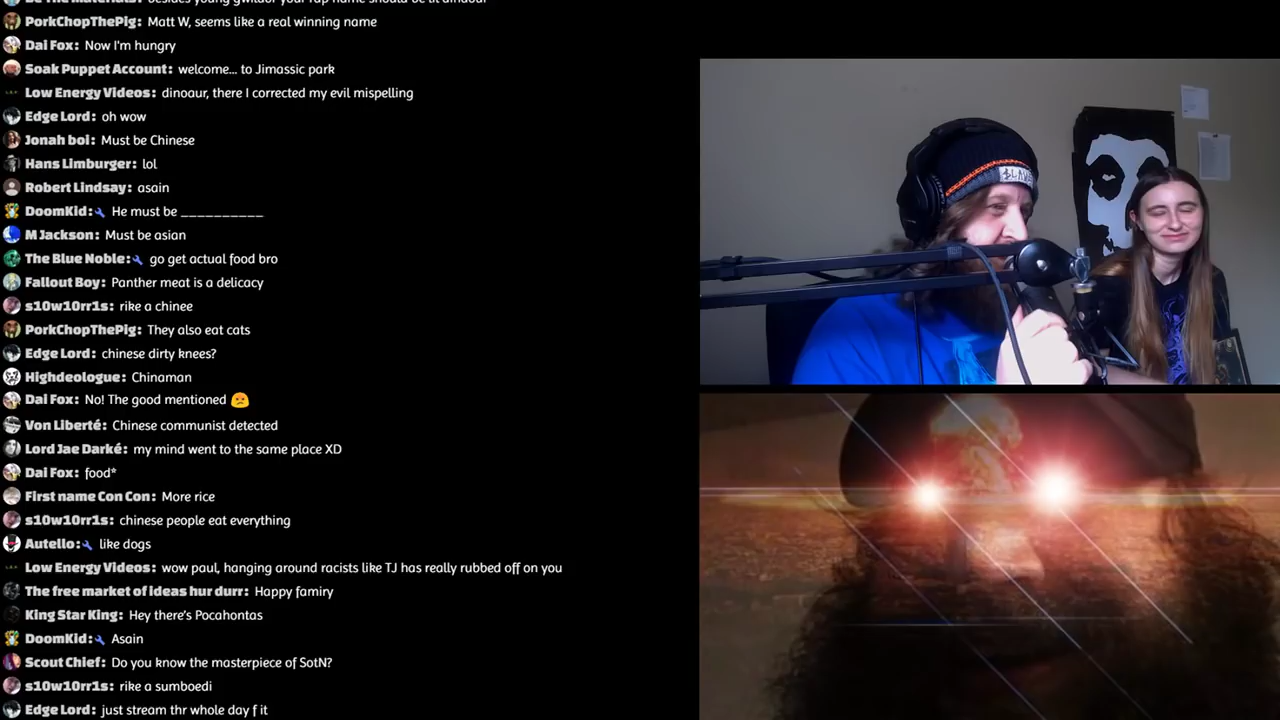 PorkChopThePig: Matt W, seems like a real winning name
Dai Fox: Now I'm hungry
Soak Puppet Account: welcome... to Jimassic park
Low Energy Videos: dinoaur, there I corrected my evil mispelling
Edge Lord: oh wow
Jonah boi: Must be Chinese
Hans Limburger: lol
Robert Lindsay: asain
DoomKid: He must be __________
M Jackson: Must be asian
The Blue Noble: go get actual food bro
Fallout Boy: Panther meat is a delicacy
s10w10rr1s: rike a chinee
PorkChopThePig: They also eat cats
Edge Lord: chinese dirty knees?
Highdeologue: Chinaman
Dai Fox: No! The good mentioned
Von Liberté: Chinese communist detected
Lord Jae Darké: my mind went to the same place XD
Dai Fox: food*
First name Con Con: More rice
s10w10rr1s: chinese people eat everything
Autello: like dogs
Low Energy Videos: wow paul, hanging around racists like TJ has really rubbed off on you
The free market of ideas hur durr: Happy famiry
King Star King: Hey there's Pocahontas
DoomKid: Asain
Scout Chief: Do you know the masterpiece of SotN?
s10w10rr1s: rike a sumboedi
Edge Lord: just stream thr whole day f it